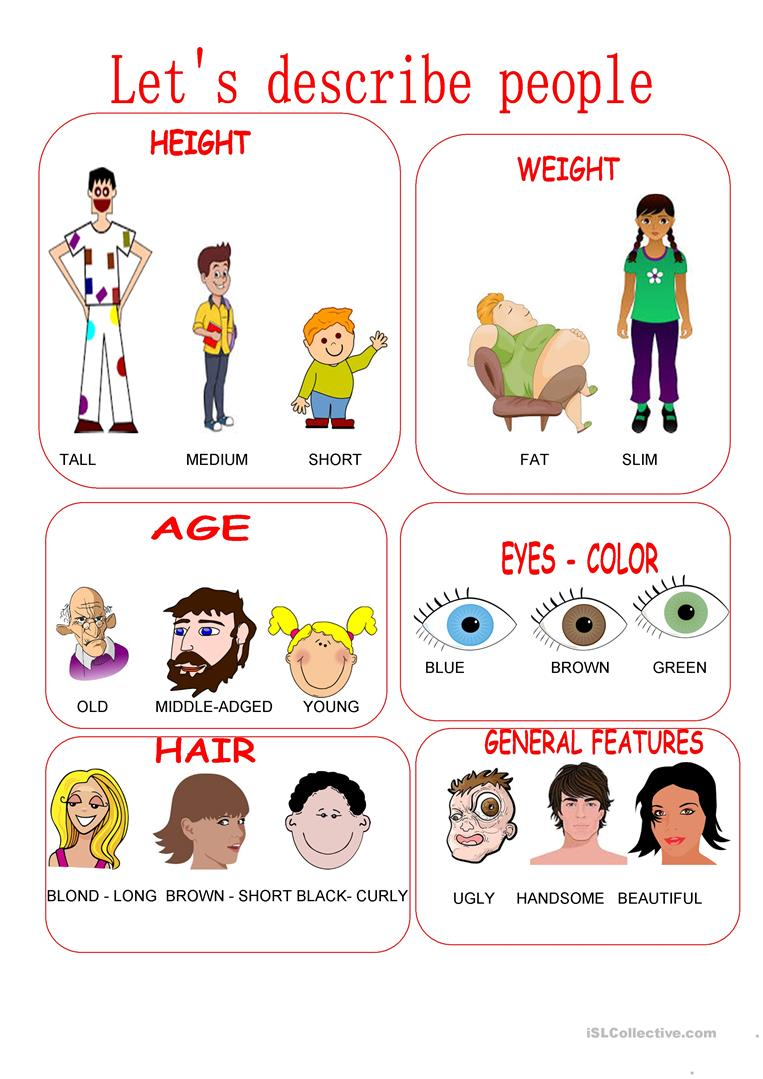 Let's describe people
HEIGHT
TALL MEDIUM SHORT
WEIGHT
FAT SLIM
AGE
OLD MIDDLE-ADGED YOUNG
EYES - COLOR
BLUE BROWN GREEN
HAIR
BLOND - LONG BROWN - SHORT BLACK- CURLY
GENERAL FEATURES
UGLY HANDSOME BEAUTIFUL
iSLCollective.com